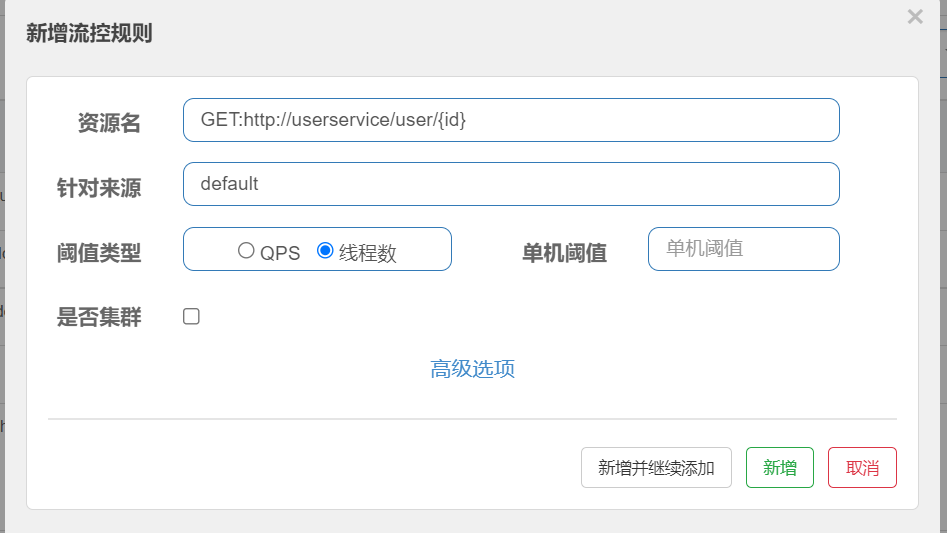 新增流控规则
资源名 GET:http://userservice/user/{id}
针对来源 default
阈值类型 QPS 线程数 单机阈值 单机阈值
是否集群
高级选项
新增并继续添加 新增 取消